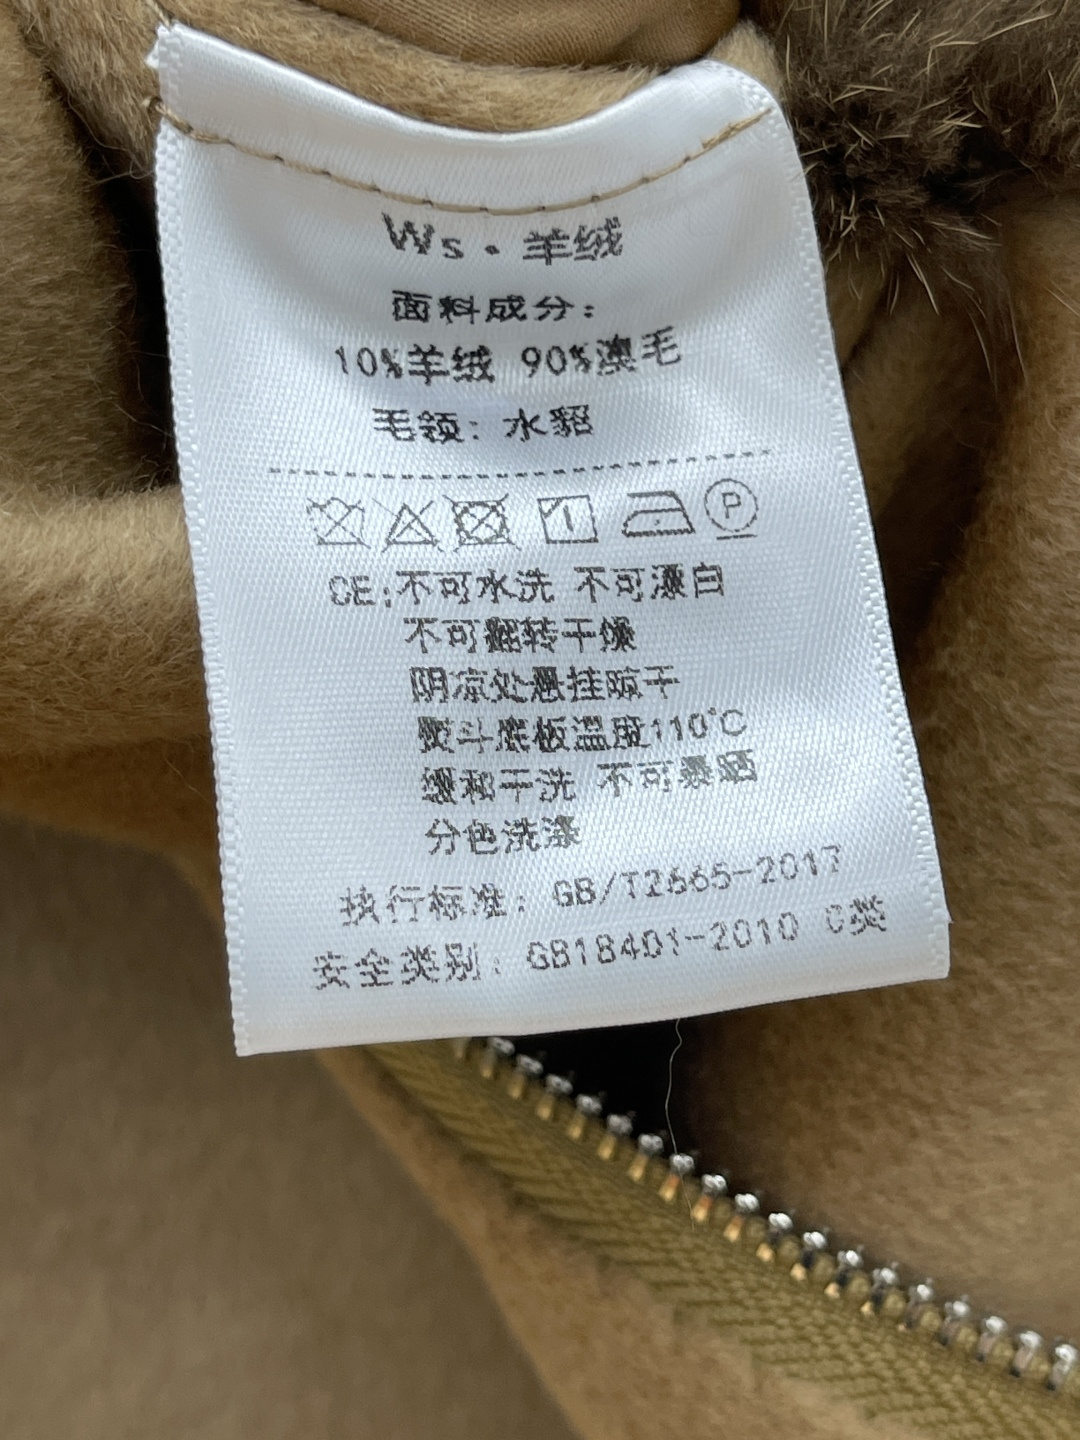 Ws·羊绒
面料成分:
10%羊绒 90%澳毛
毛领: 水貂
P
CE:不可水洗 不可漂白
不可翻转干燥
阴凉处悬挂晾干
熨斗底板温度110℃
缓和干洗 不可暴晒
分色洗涤
执行标准: GB/T2665-2017
安全类别: GB18401-2010 C类